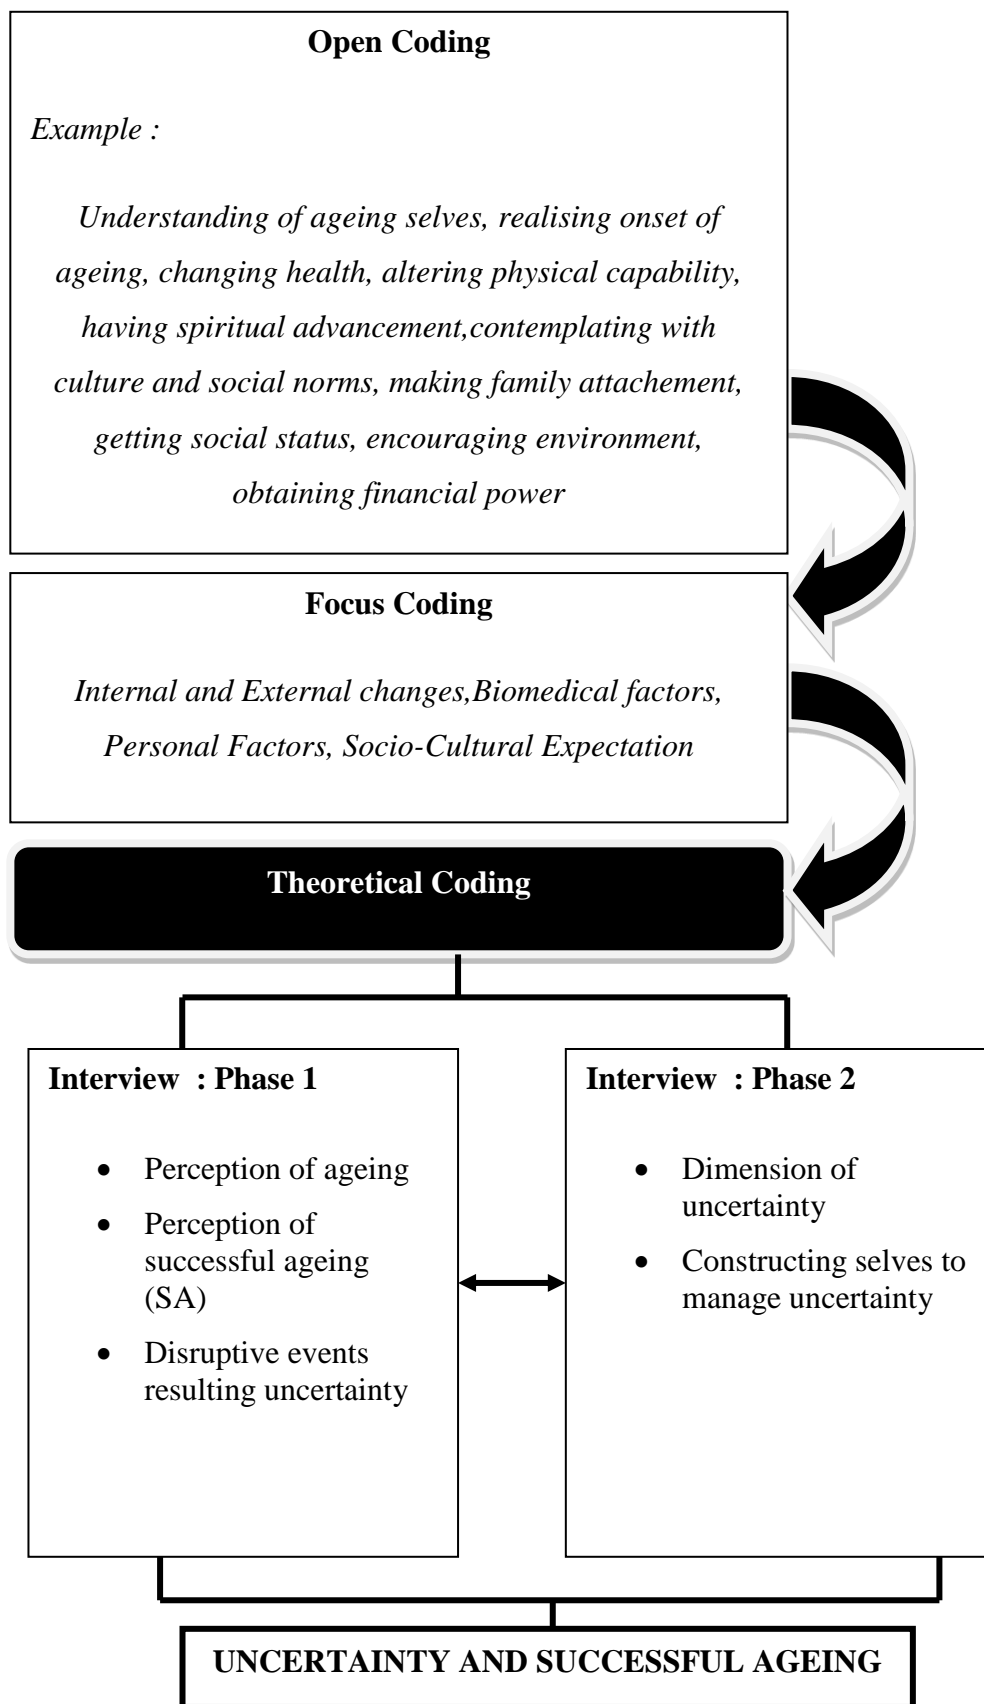 Open Coding
Example :
Understanding of ageing selves, realising onset of
ageing, changing health, altering physical capability,
having spiritual advancement,contemplating with
culture and social norms, making family attachement,
getting social status, encouraging environment,
obtaining financial power
Focus Coding
Internal and External changes,Biomedical factors,
Personal Factors, Socio-Cultural Expectation
Theoretical Coding
Interview : Phase 1
• Perception of ageing
• Perception of
successful ageing
(SA)
• Disruptive events
resulting uncertainty
Interview : Phase 2
• Dimension of
uncertainty
• Constructing selves to
manage uncertainty
UNCERTAINTY AND SUCCESSFUL AGEING